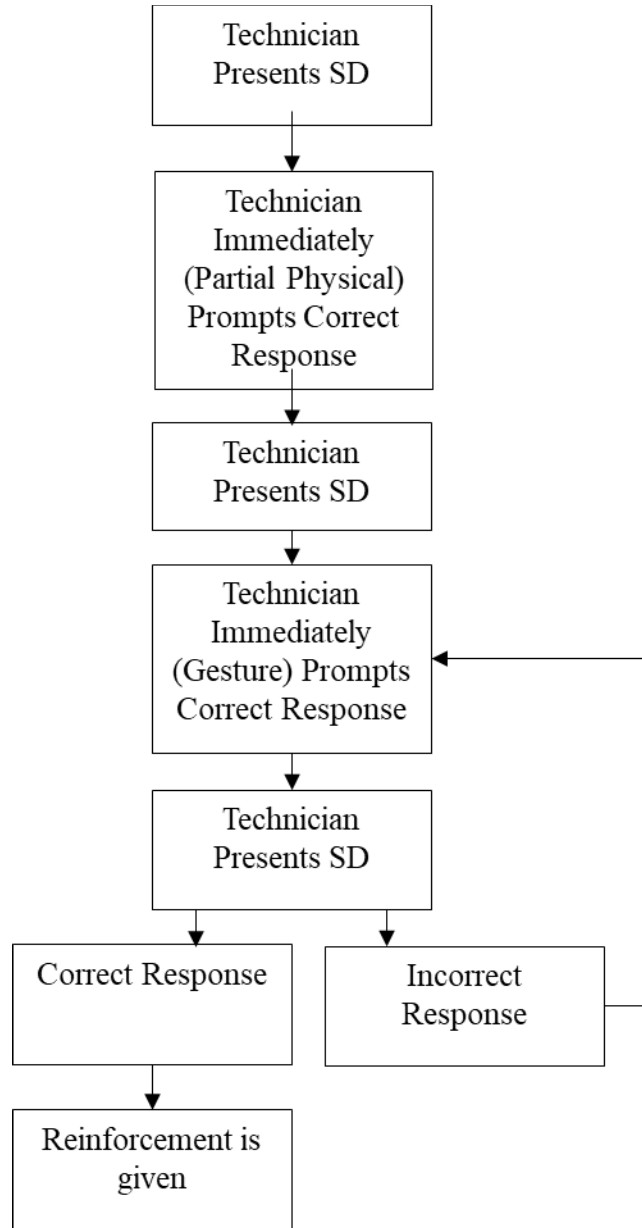 Technician
Presents SD
Technician
Immediately
(Partial Physical)
Prompts Correct
Response
Technician
Presents SD
Technician
Immediately
(Gesture) Prompts
Correct Response
Technician
Presents SD
Correct Response
Incorrect
Response
Reinforcement is
given